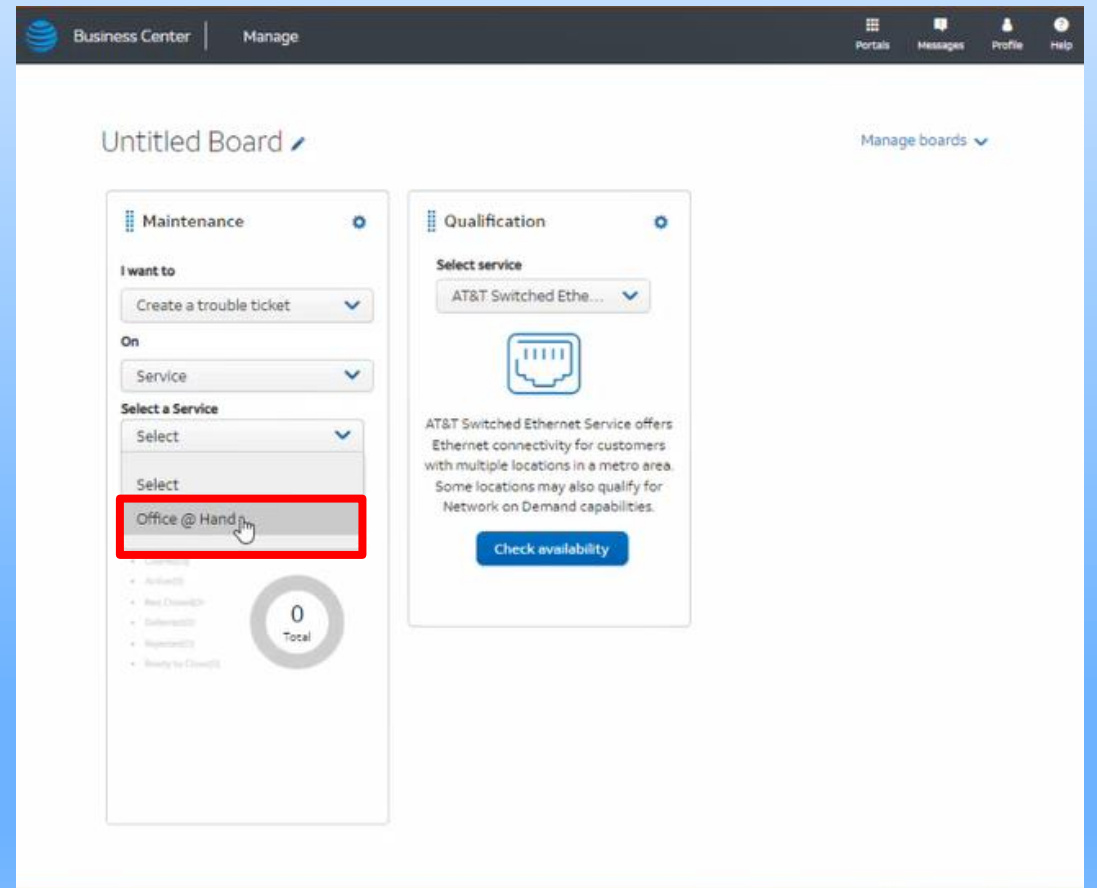 Business Center
Manage
Portals
Messages
Profile
Help
Untitled Board
Manage boards
Maintenance
I want to
Create a trouble ticket
On
Service
Select a Service
Select
Select
Office @ Hand
0
Total
Qualification
Select service
AT&T Switched Ethe...
AT&T Switched Ethernet Service offers
Ethernet connectivity for customers
with multiple locations in a metro area.
Some locations may also qualify for
Network on Demand capabilities.
Check availability